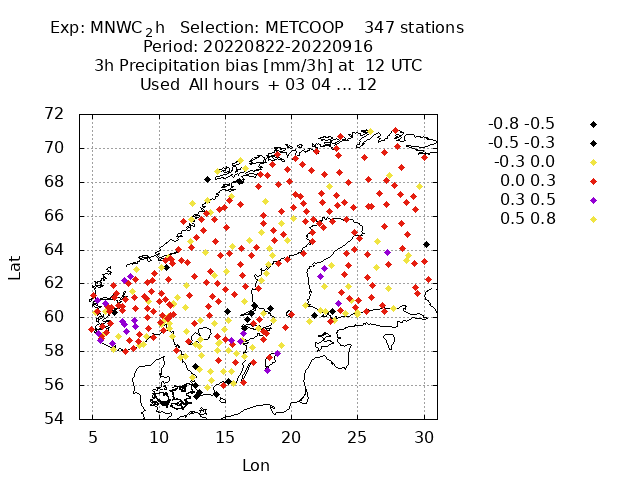 Exp: MNWC_2h   Selection: METCOOP    347 stations
Period: 20220822-20220916
3h Precipitation bias [mm/3h] at  12 UTC
Used  All hours  + 03 04 ... 12
72
70
68
66
64
62
60
58
56
54
Lat
5 10 15 20 25 30
Lon
-0.8 -0.5
-0.5 -0.3
-0.3 0.0
0.0 0.3
0.3 0.5
0.5 0.8